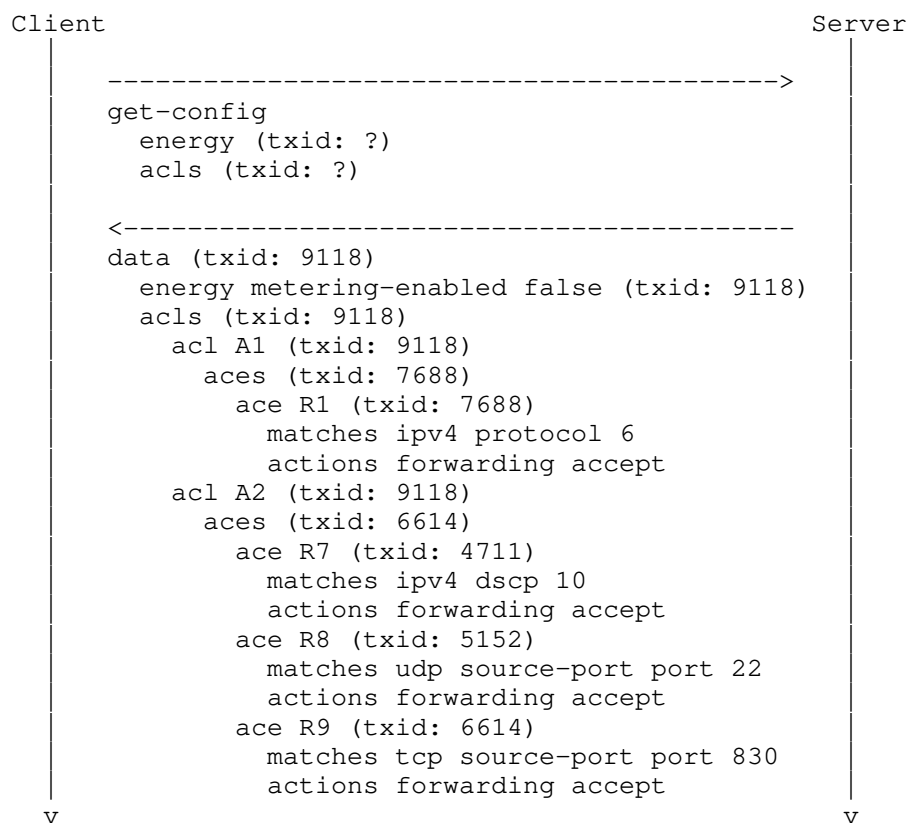 Client                                            Server
  |     ------------------------------------------>    |
  |     get-config                                     |
  |       energy (txid: ?)                             |
  |       acls (txid: ?)                               |
  |                                                    |
  |     <------------------------------------------    |
  |     data (txid: 9118)                              |
  |       energy metering-enabled false (txid: 9118)   |
  |       acls (txid: 9118)                            |
  |         acl A1 (txid: 9118)                        |
  |           aces (txid: 7688)                        |
  |             ace R1 (txid: 7688)                    |
  |               matches ipv4 protocol 6              |
  |               actions forwarding accept            |
  |         acl A2 (txid: 9118)                        |
  |           aces (txid: 6614)                        |
  |             ace R7 (txid: 4711)                    |
  |               matches ipv4 dscp 10                 |
  |               actions forwarding accept            |
  |             ace R8 (txid: 5152)                    |
  |               matches udp source-port port 22      |
  |               actions forwarding accept            |
  |             ace R9 (txid: 6614)                    |
  |               matches tcp source-port port 830     |
  |               actions forwarding accept            |
  v                                                    v